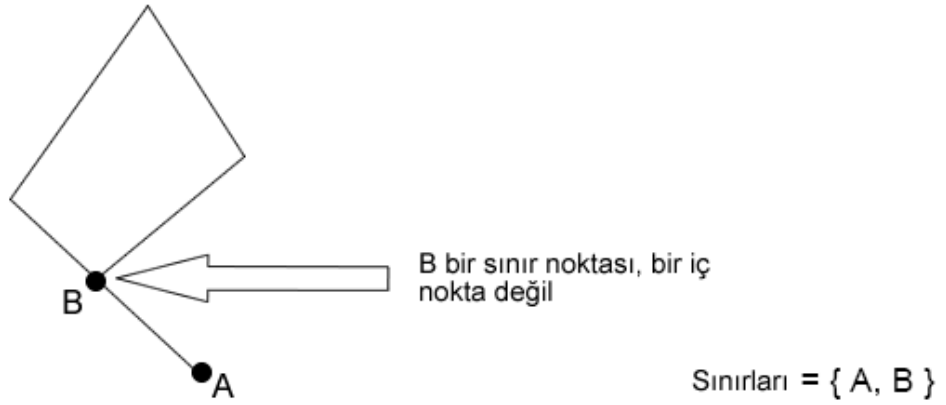 B bir sınır noktası, bir iç
nokta değil
B
A
Sınırları = { A, B }